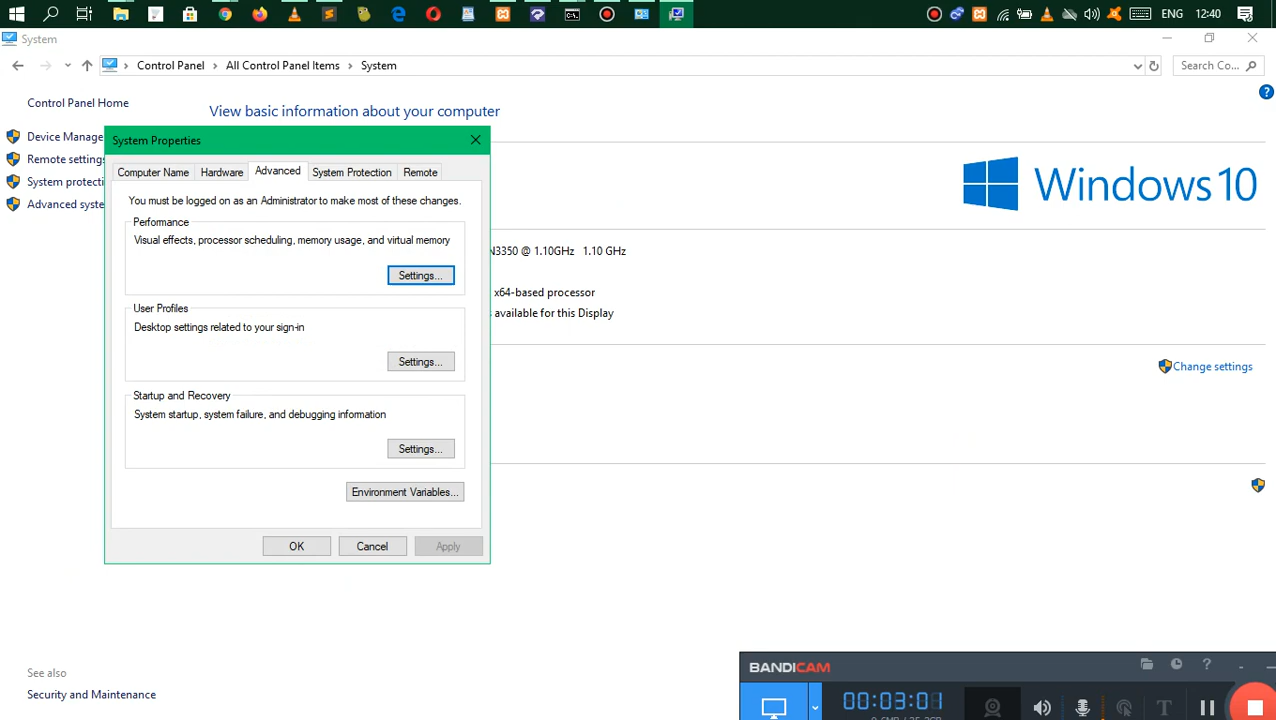 ENG 12:40
System
Control Panel All Control Panel Items System
Search Co...
Control Panel Home
View basic information about your computer
Device Manage
Remote settings
System protecti
Advanced syste
System Properties
Computer Name Hardware Advanced System Protection Remote
You must be logged on as an Administrator to make most of these changes.
Performance
Visual effects, processor scheduling, memory usage, and virtual memory
Settings...
User Profiles
Desktop settings related to your sign-in
Settings...
Startup and Recovery
System startup, system failure, and debugging information
Settings...
Environment Variables...
OK Cancel Apply
Windows 10
N3350 @ 1.10GHz 1.10 GHz
x64-based processor
s available for this Display
Change settings
See also
Security and Maintenance
BANDICAM
00:03:01